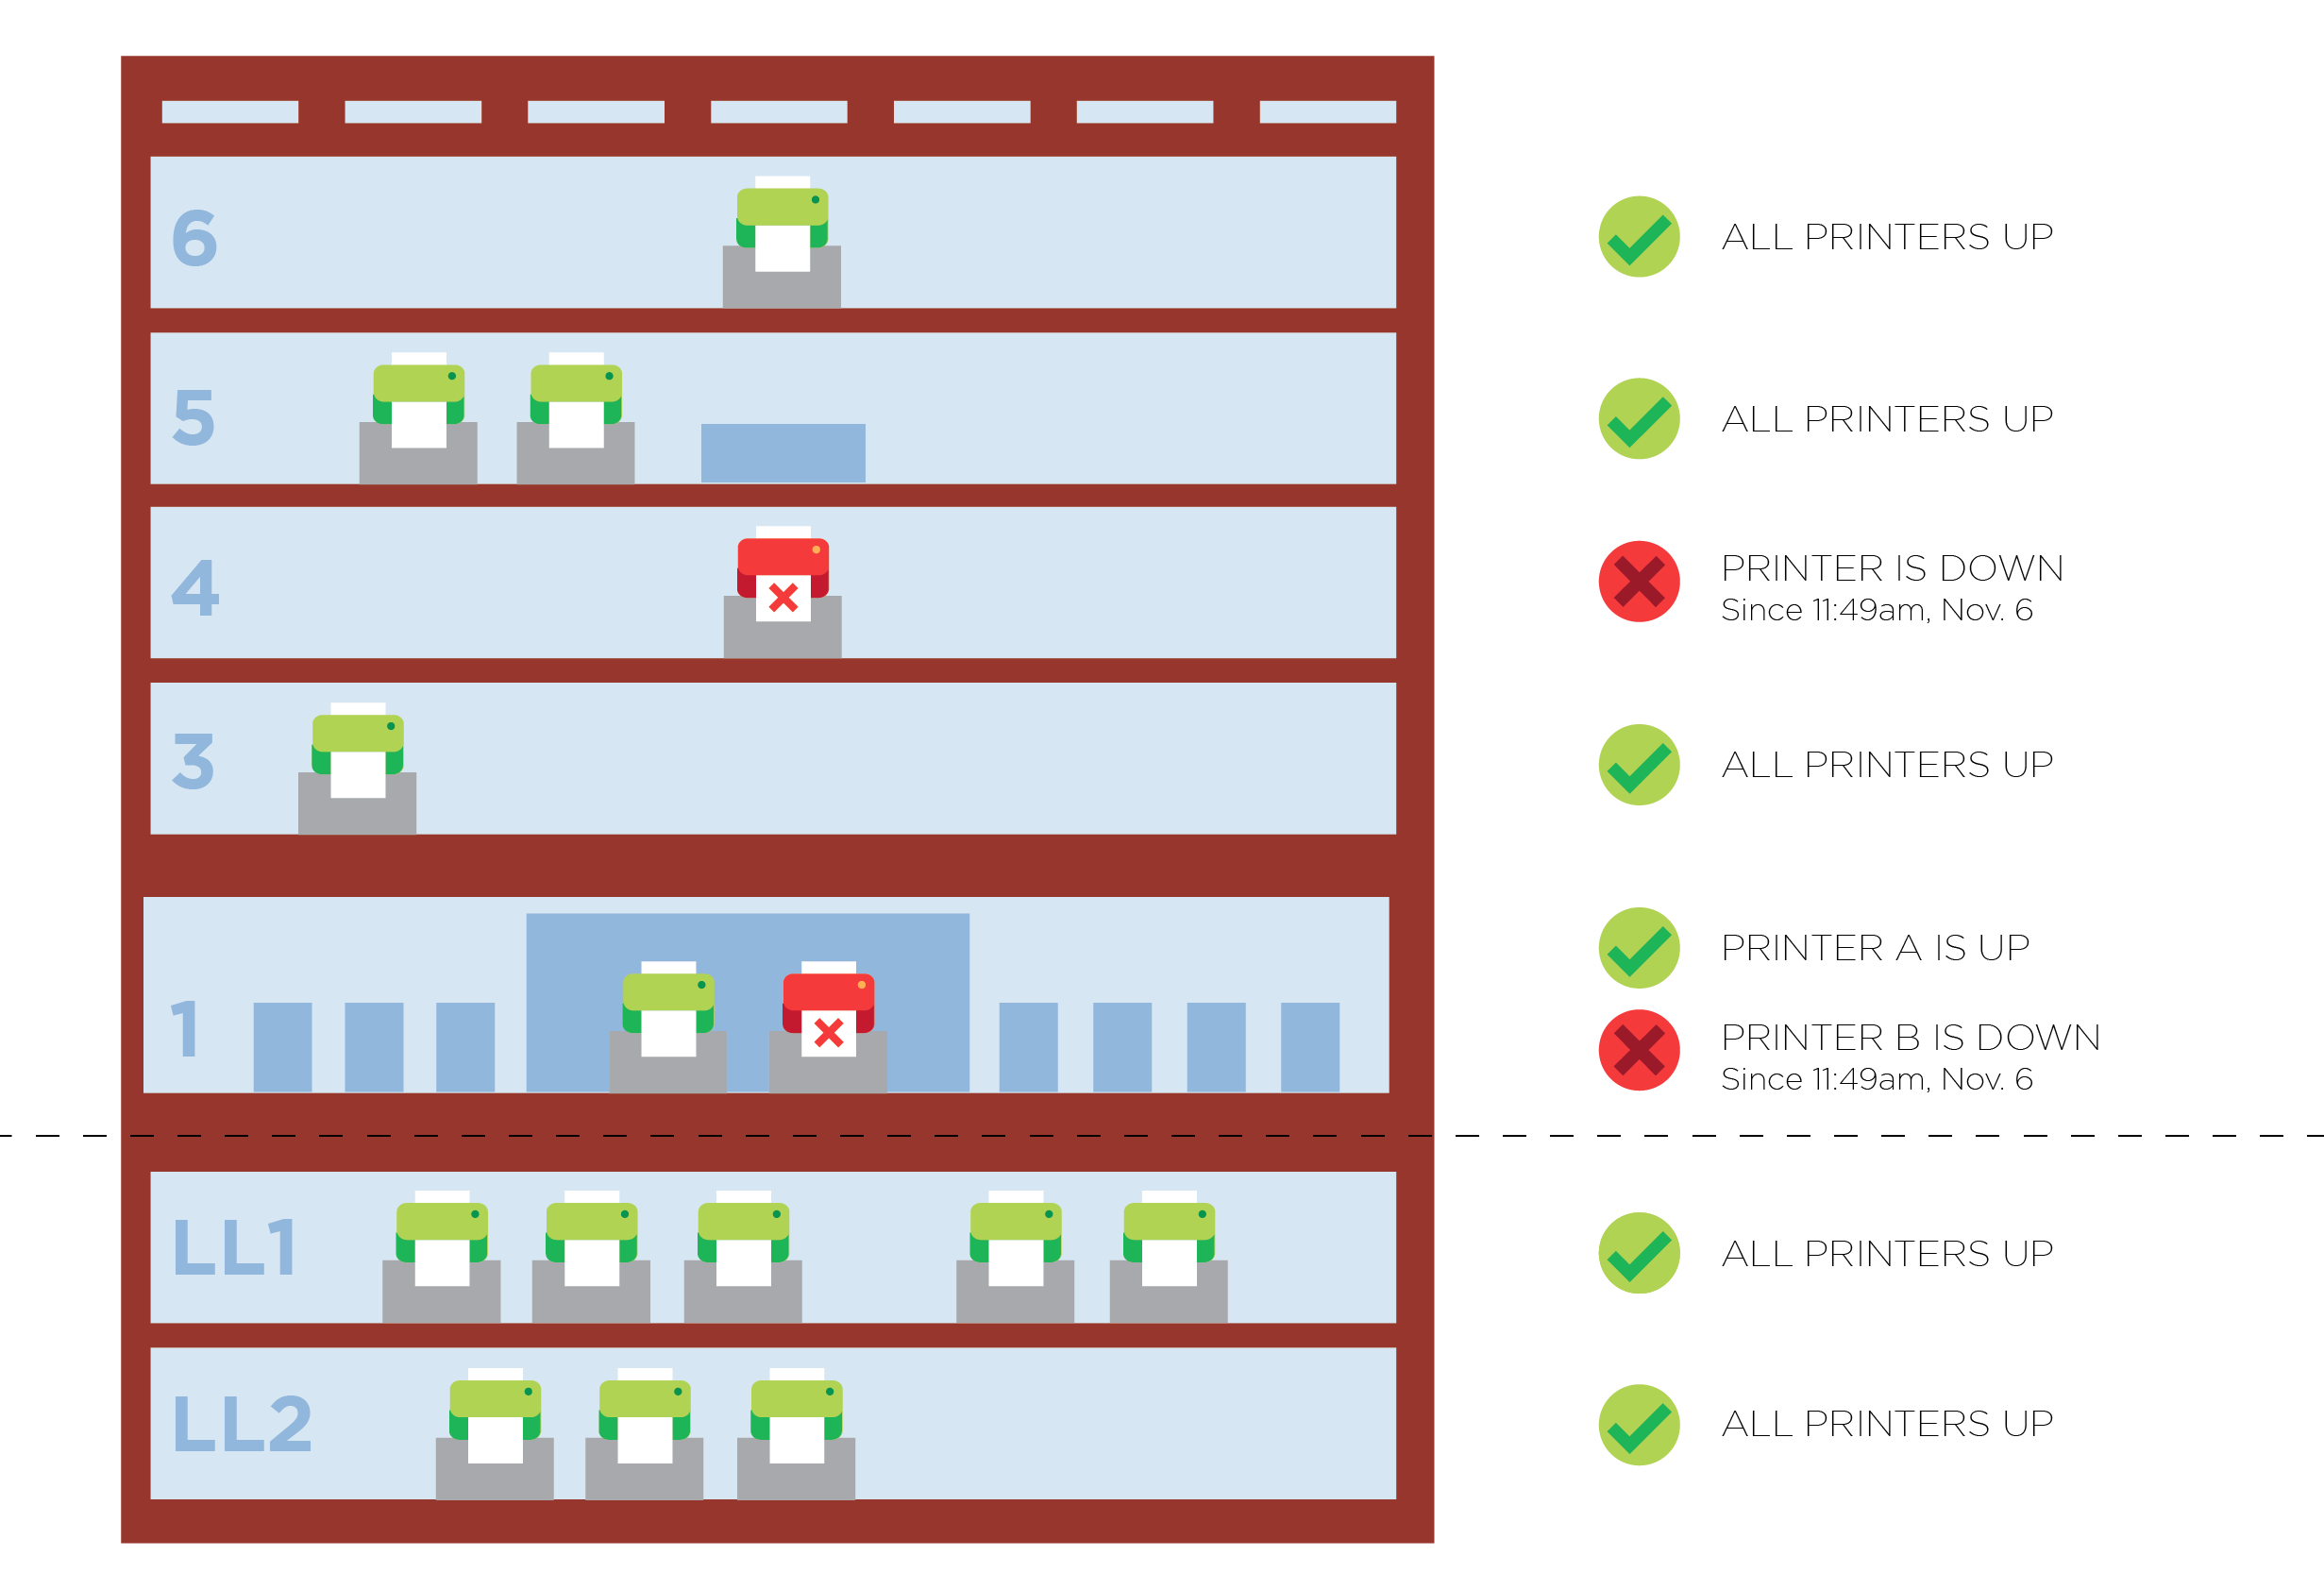 6
ALL PRINTERS UP
5
ALL PRINTERS UP
4
PRINTER IS DOWN
Since 11:49am, Nov. 6
3
ALL PRINTERS UP
1
PRINTER A IS UP
PRINTER B IS DOWN
Since 11:49am, Nov. 6
LL1
ALL PRINTERS UP
LL2
ALL PRINTERS UP